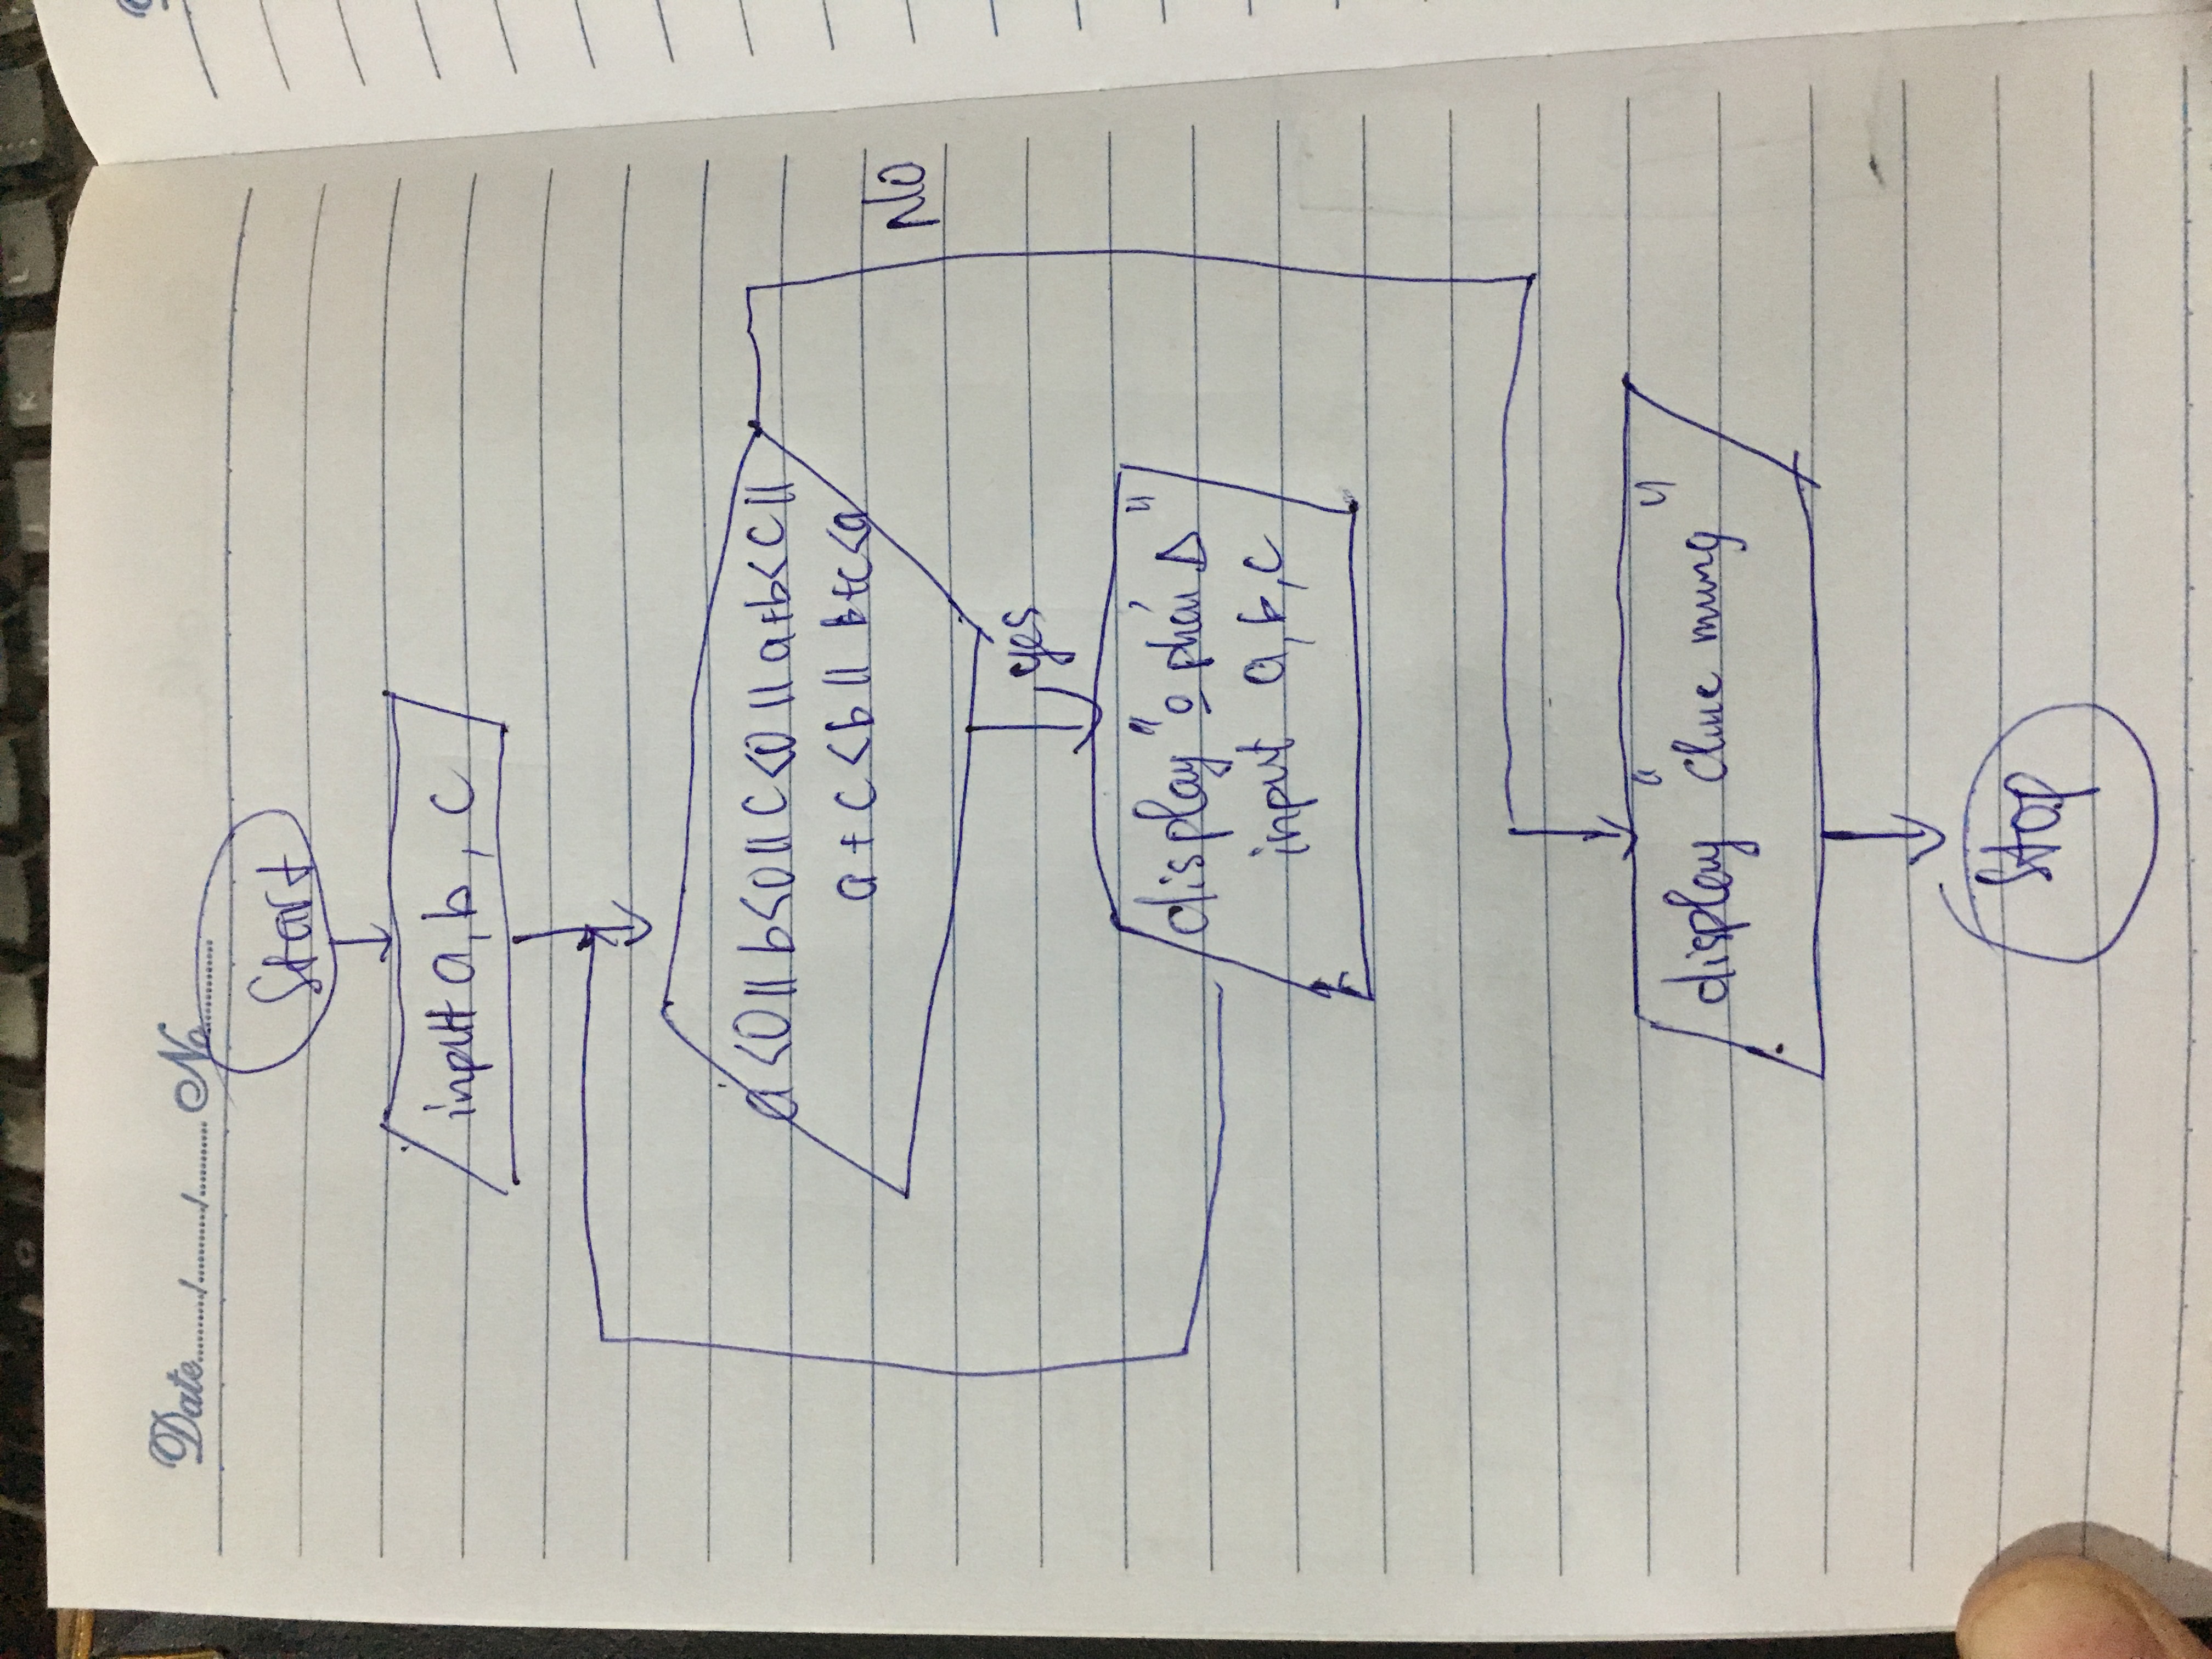 Date......../........./......... No...........
Start
input a, b, c
a<0 || b<0 || c<0 || a+b<c ||
a+c<b || b+c<a
NO
yes
display "o phải Δ"
input a, b, c
display "chuc mung"
Stop